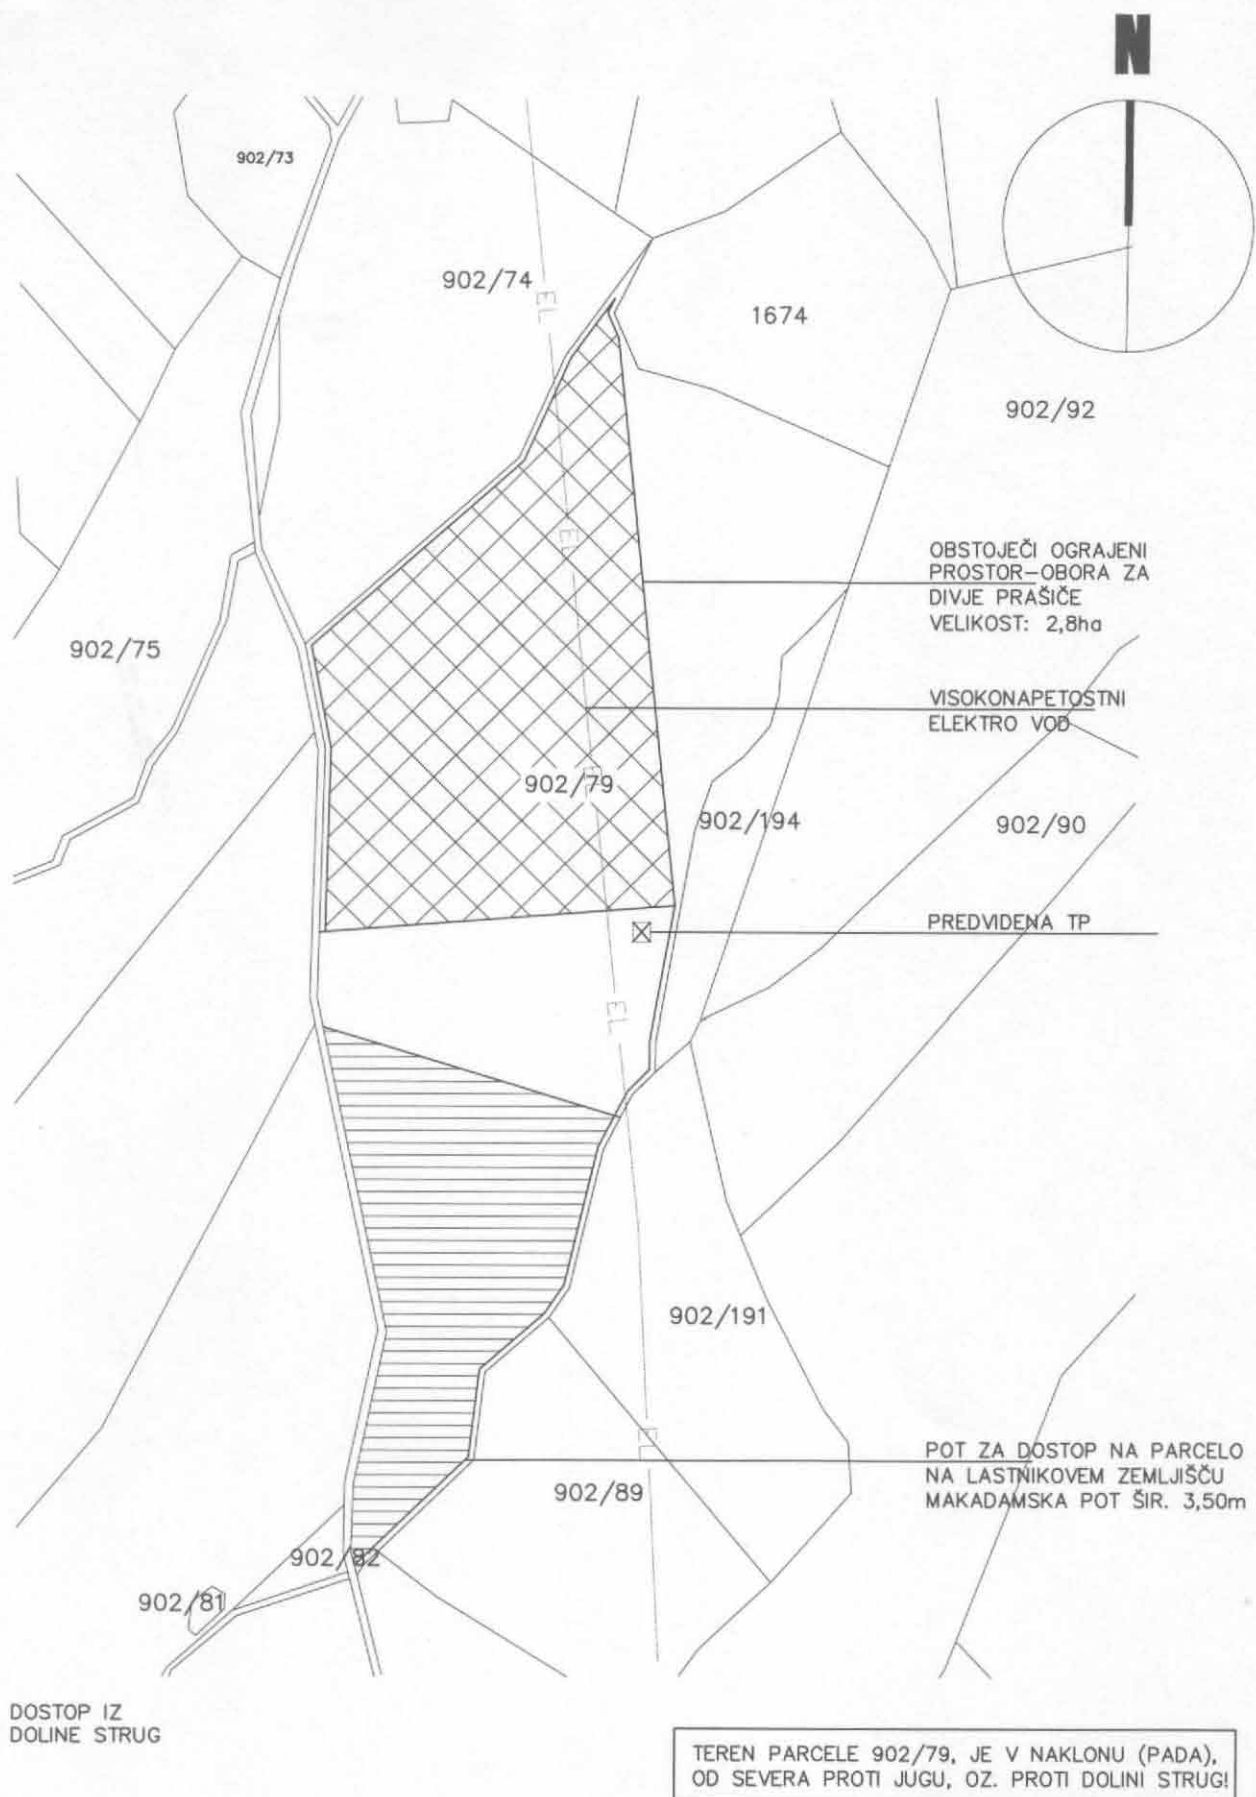 N
902/73
902/74
EL
1674
902/92
OBSTOJEČI OGRAJENI
PROSTOR-OBORA ZA
DIVJE PRAŠIČE
VELIKOST: 2,8ha
EL
902/75
VISOKONAPETOSTNI
ELEKTRO VOD
902/79
EL
902/194
902/90
PREDVIDENA TP
EL
902/191
EL
POT ZA DOSTOP NA PARCELO
NA LASTNIKOVEM ZEMLJIŠČU
MAKADAMSKA POT ŠIR. 3,50m
902/89
902/82
902/81
DOSTOP IZ
DOLINE STRUG
TEREN PARCELE 902/79, JE V NAKLONU (PADA),
OD SEVERA PROTI JUGU, OZ. PROTI DOLINI STRUG!